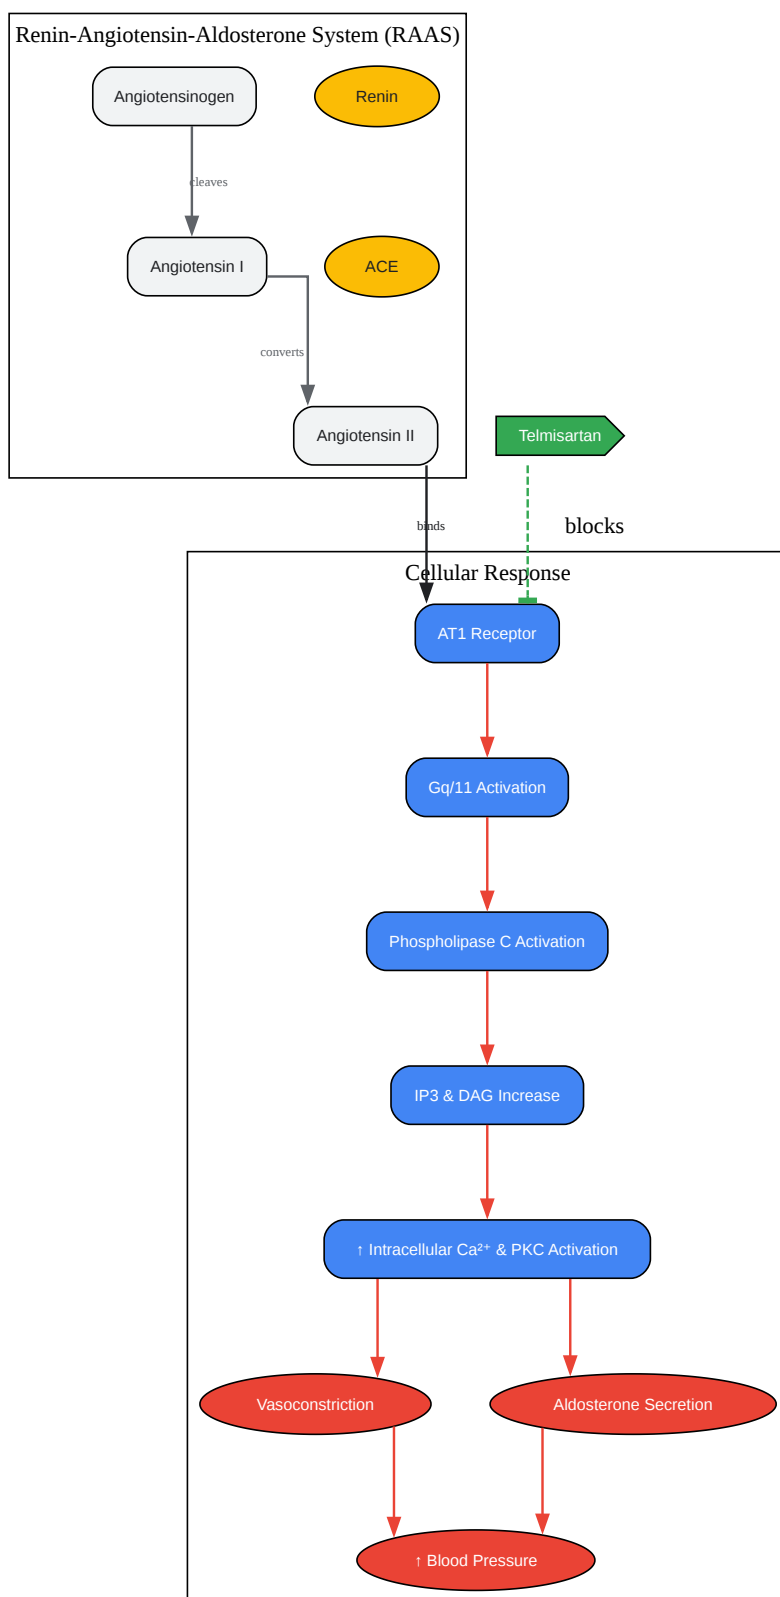 Renin-Angiotensin-Aldosterone System (RAAS)
Angiotensinogen
Renin
cleaves
Angiotensin I
ACE
converts
Angiotensin II
Telmisartan
binds
blocks
Cellular Response
AT1 Receptor
Gq/11 Activation
Phospholipase C Activation
IP3 & DAG Increase
↑ Intracellular Ca²⁺ & PKC Activation
Vasoconstriction
Aldosterone Secretion
↑ Blood Pressure